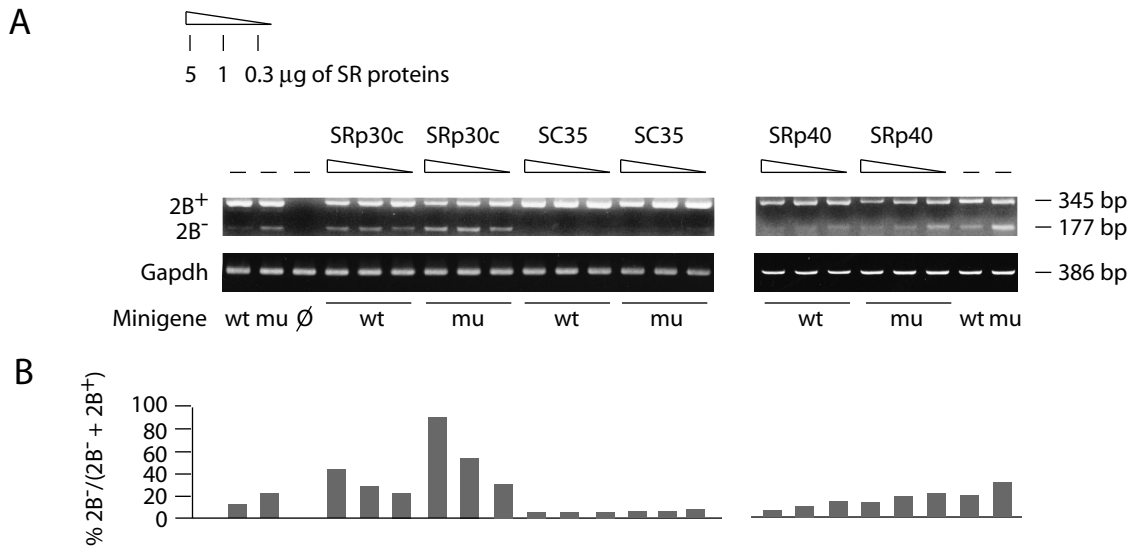 A
5 1 0.3 µg of SR proteins
SRp30c SRp30c SC35 SC35 SRp40 SRp40
– – – – –
2B⁺ – 345 bp
2B⁻ – 177 bp
Gapdh – 386 bp
Minigene wt mu Ø wt mu wt mu wt mu wt mu
B
% 2B⁻/(2B⁻ + 2B⁺)
100
80
60
40
20
0